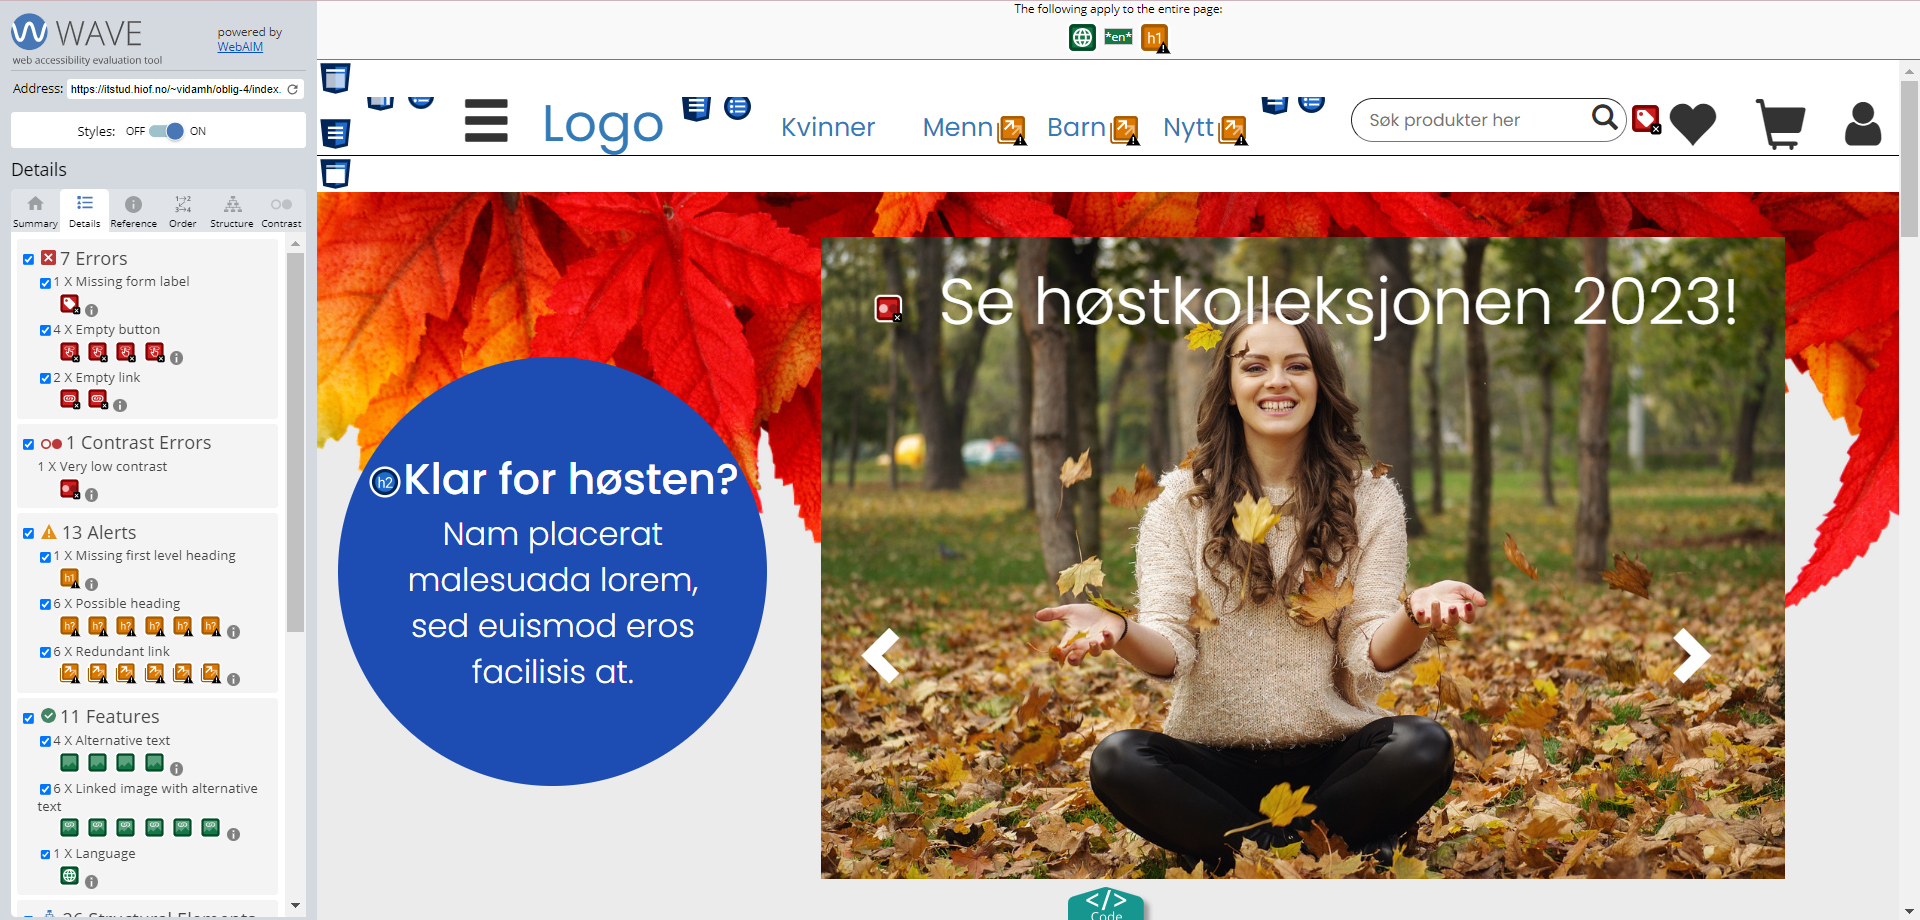 WAVE
web accessibility evaluation tool
powered by
WebAIM
Address: https://itstud.hiof.no/~vidamh/oblig-4/index.
Styles: OFF ON
Details
Summary Details Reference Order Structure Contrast
7 Errors
1 X Missing form label
4 X Empty button
2 X Empty link
1 Contrast Errors
1 X Very low contrast
13 Alerts
1 X Missing first level heading
h1
6 X Possible heading
h? h? h? h? h? h?
6 X Redundant link
11 Features
4 X Alternative text
6 X Linked image with alternative
text
1 X Language
26 Structural Elements
The following apply to the entire page:
*en* h1
Logo
Kvinner Menn Barn Nytt
Søk produkter her
Se høstkolleksjonen 2023!
h2 Klar for høsten?
Nam placerat
malesuada lorem,
sed euismod eros
facilisis at.
</> Code